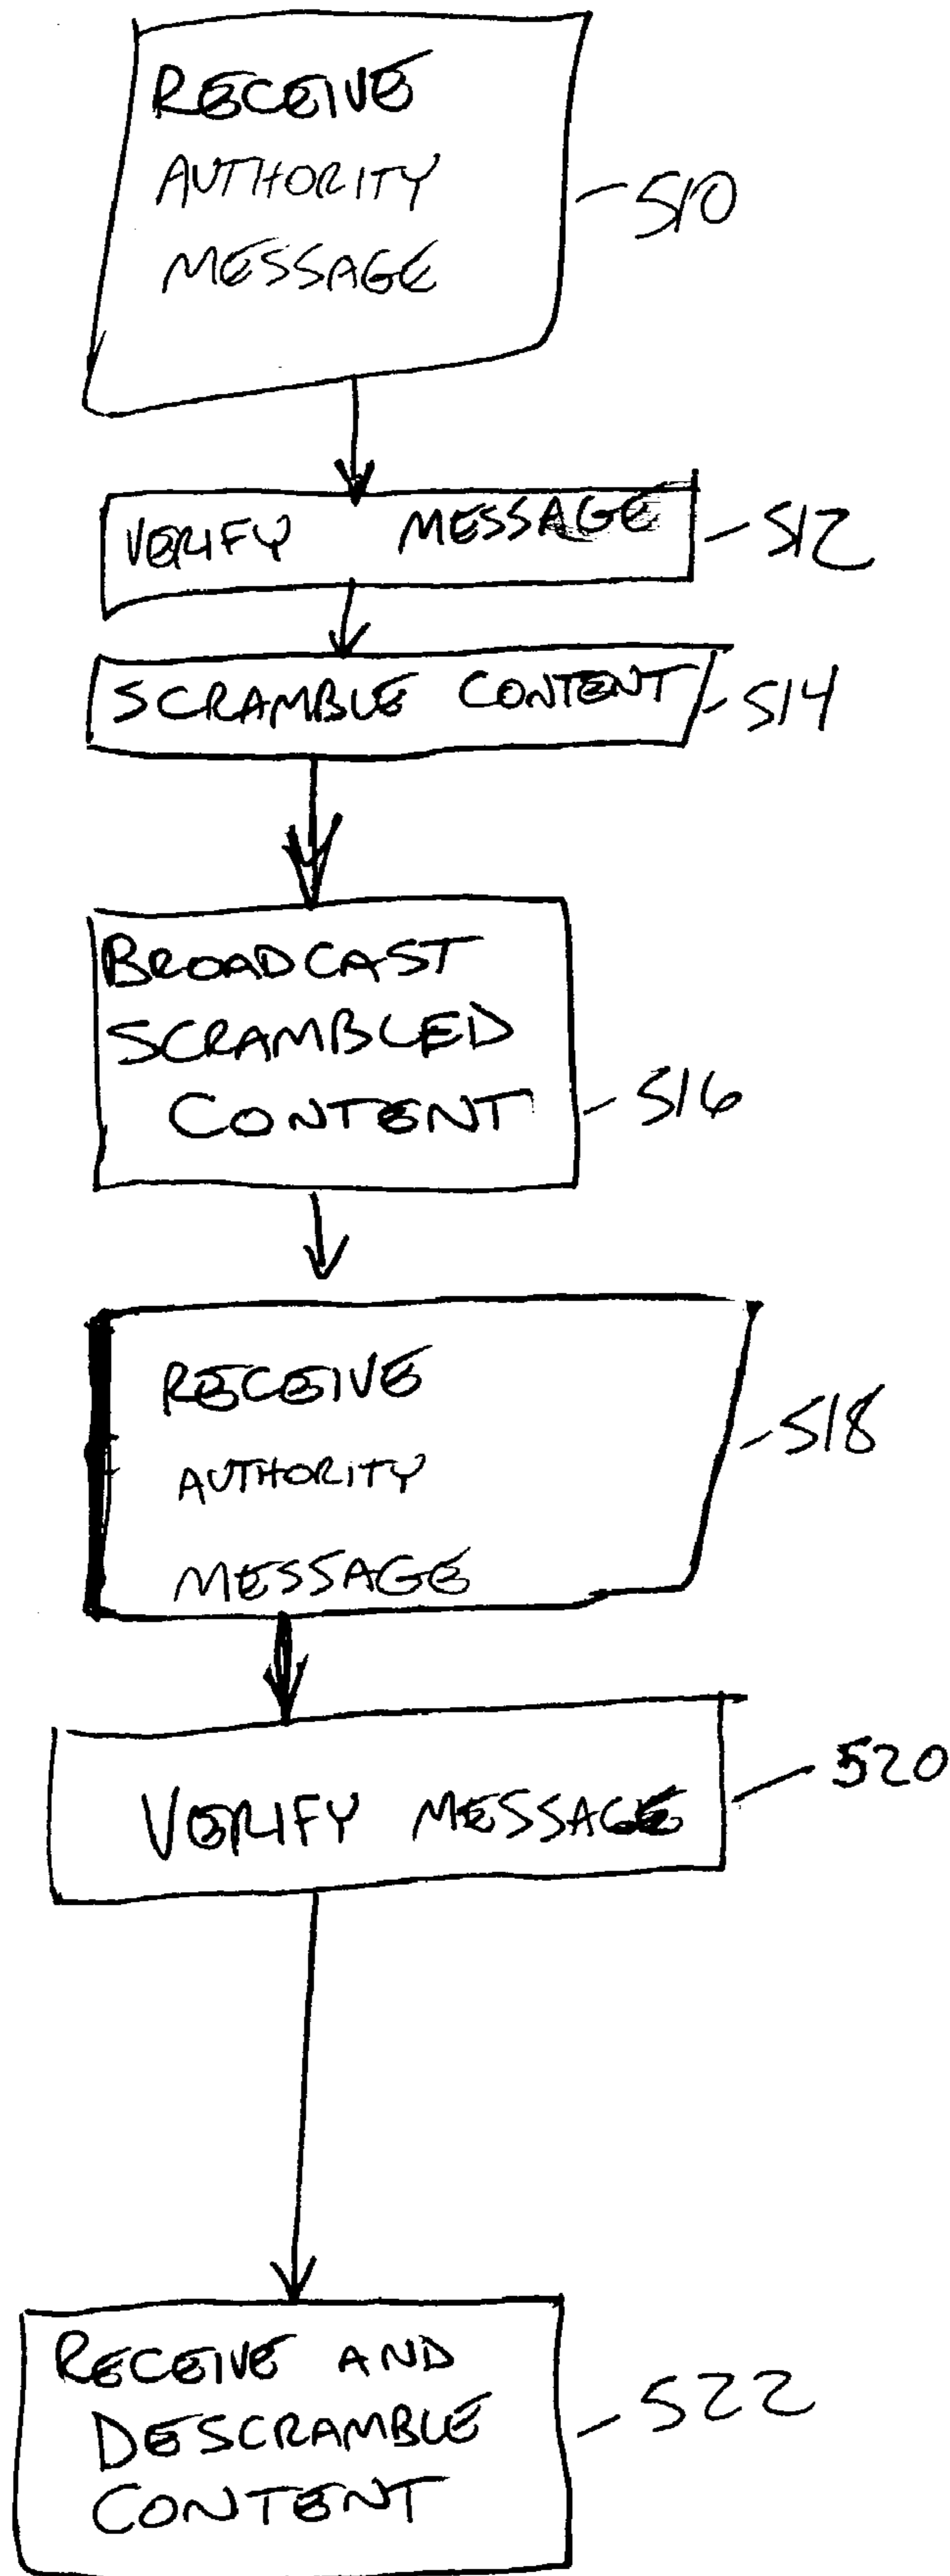 RECEIVE
AUTHORITY
MESSAGE
510
VERIFY MESSAGE
512
SCRAMBLE CONTENT
514
BROADCAST
SCRAMBLED
CONTENT
516
RECEIVE
AUTHORITY
MESSAGE
518
VERIFY MESSAGE
520
RECEIVE AND
DESCRAMBLE
CONTENT
522